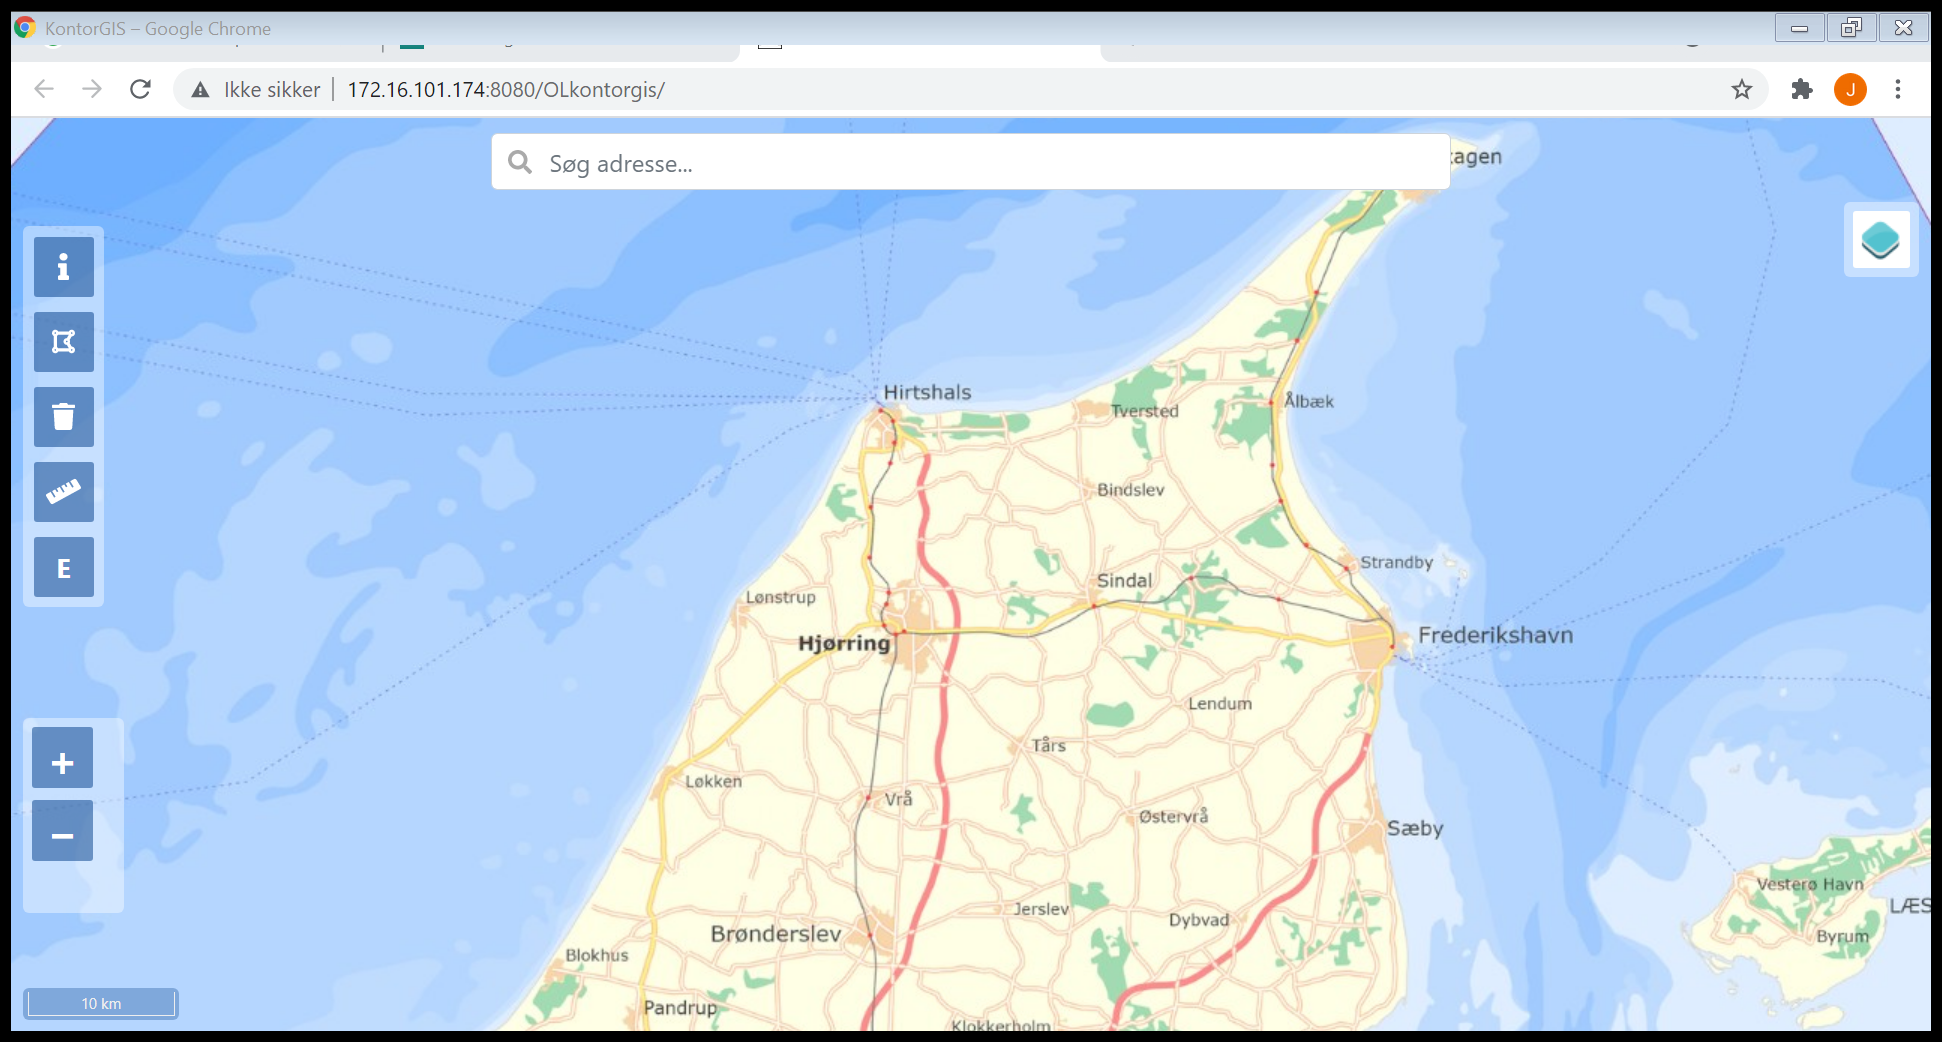 KontorGIS – Google Chrome
Ikke sikker
172.16.101.174:8080/OLkontorgis/
J
Søg adresse...
E
+
−
Hirtshals
Tversted
Ålbæk
Bindslev
Strandby
Sindal
Lønstrup
Hjørring
Frederikshavn
Lendum
Tårs
Løkken
Vrå
Østervrå
Sæby
Vesterø Havn
LÆS
Jerslev
Dybvad
Brønderslev
Byrum
Blokhus
Pandrup
Klokkerholm
10 km